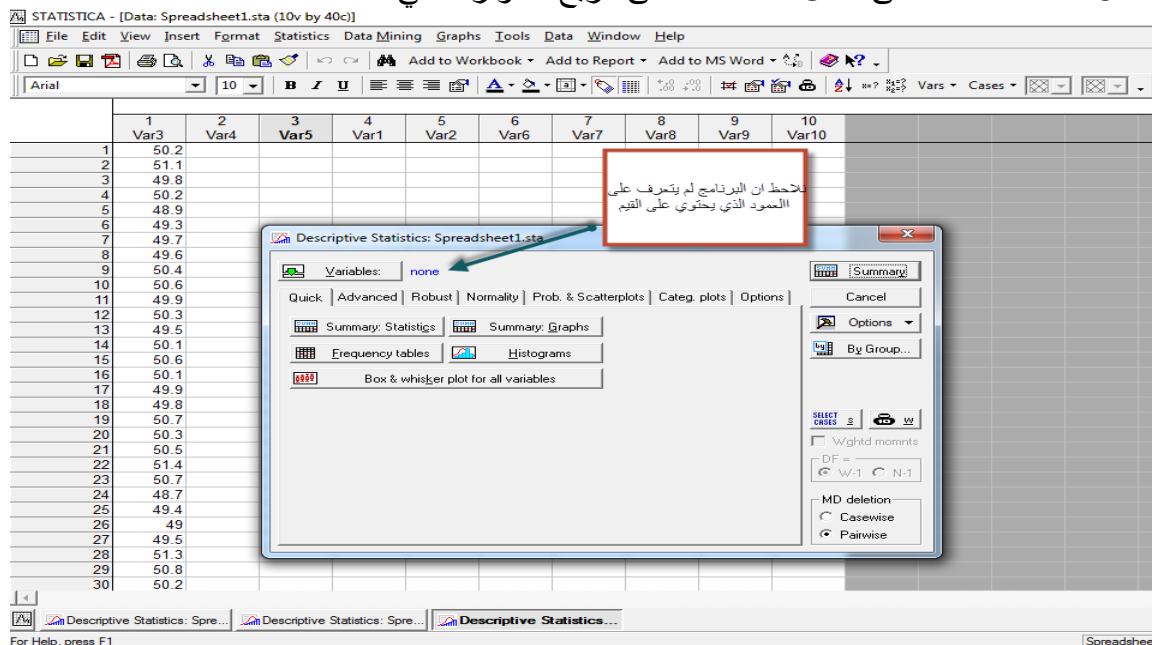 STATISTICA - [Data: Spreadsheet1.sta (10v by 40c)]
File Edit View Insert Format Statistics Data Mining Graphs Tools Data Window Help
Add to Workbook Add to Report Add to MS Word
Arial 10 B I U Vars Cases
1 2 3 4 5 6 7 8 9 10
Var3 Var4 Var5 Var1 Var2 Var6 Var7 Var8 Var9 Var10
1 50.2
2 51.1
3 49.8
4 50.2
5 48.9
6 49.3
7 49.7
8 49.6
9 50.4
10 50.6
11 49.9
12 50.3
13 49.5
14 50.1
15 50.6
16 50.1
17 49.9
18 49.8
19 50.7
20 50.3
21 50.5
22 51.4
23 50.7
24 48.7
25 49.4
26 49
27 49.5
28 51.3
29 50.8
30 50.2
نلاحظ ان البرنامج لم يتعرف على
االعمود الذي يحتوي على القيم
Descriptive Statistics: Spreadsheet1.sta
Variables: none
Summary
Quick Advanced Robust Normality Prob. & Scatterplots Categ. plots Options
Cancel
Summary: Statistics Summary: Graphs
Options
Frequency tables Histograms
By Group...
Box & whisker plot for all variables
SELECT CASES S W
Wghtd momnts
DF =
W-1 N-1
MD deletion
Casewise
Pairwise
Descriptive Statistics: Spre... Descriptive Statistics: Spre... Descriptive Statistics...
For Help, press F1
Spreadshee